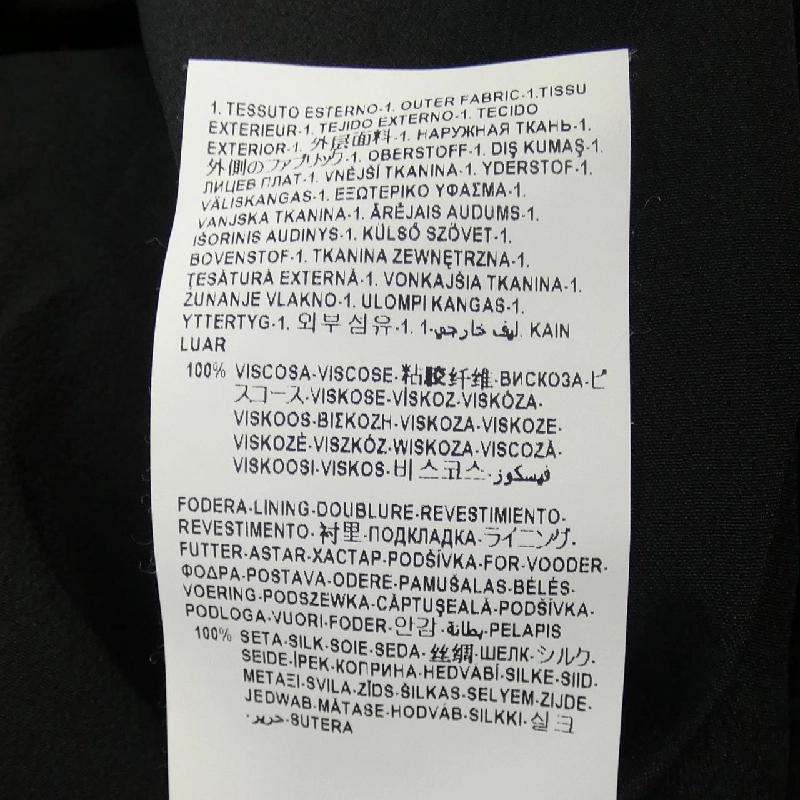 1. TESSUTO ESTERNO-1. OUTER FABRIC-1.TISSU
EXTERIEUR-1. TEJIDO EXTERNO-1. TECIDO
EXTERIOR-1. 外层面料-1. НАРУЖНАЯ ТКАНЬ-1.
外側のファブリック-1. OBERSTOFF-1. DIŞ KUMAŞ-1.
ЛИЦЕВ ПЛАТ-1. VNĚJŠÍ TKANINA-1. YDERSTOF-1.
VÄLISKANGAS-1. ΕΞΩΤΕΡΙΚΟ ΥΦΑΣΜΑ-1.
VANJSKA TKANINA-1. ĀRĒJAIS AUDUMS-1.
IŠORINIS AUDINYS-1. KÜLSŐ SZÖVET-1.
BOVENSTOF-1. TKANINA ZEWNĘTRZNA-1.
ŢESĂTURĂ EXTERNĂ-1. VONKAJŠIA TKANINA-1.
ZUNANJE VLAKNO-1. ULOMPI KANGAS-1.
YTTERTYG-1. 외부 섬유-1. 1-ليف خارجي. KAIN
LUAR
100% VISCOSA-VISCOSE-粘胶纤维-ВИСКОЗА-ビ
スコース-VISKOSE-VİSKOZ-VISKÓZA-
VISKOOS-ΒΙΣΚΟΖΗ-VISKOZA-VISKOZE-
VISKOZĖ-VISZKÓZ-WISKOZA-VISCOZĂ-
VISKOOSI-VISKOS-비스코스-فيسكوز
FODERA-LINING-DOUBLURE-REVESTIMIENTO-
REVESTIMENTO-衬里-ПОДКЛАДКА-ライニング-
FUTTER-ASTAR-ХАСТАР-PODŠÍVKA-FOR-VOODER-
ΦΟΔΡΑ-POSTAVA-ODERE-PAMUŠALAS-BÉLÉS-
VOERING-PODSZEWKA-CĂPTUŞEALĂ-PODŠÍVKA-
PODLOGA-VUORI-FODER-안감-بطانة-PELAPIS
100% SETA-SILK-SOIE-SEDA-丝绸-ШЕЛК-シルク-
SEIDE-İPEK-КОПРИНА-HEDVÁBÍ-SILKE-SIID-
ΜΕΤΑΞΙ-SVILA-ZĪDS-ŠILKAS-SELYEM-ZIJDE-
JEDWAB-MĂTASE-HODVÁB-SILKKI-실크
-حرير-SUTERA